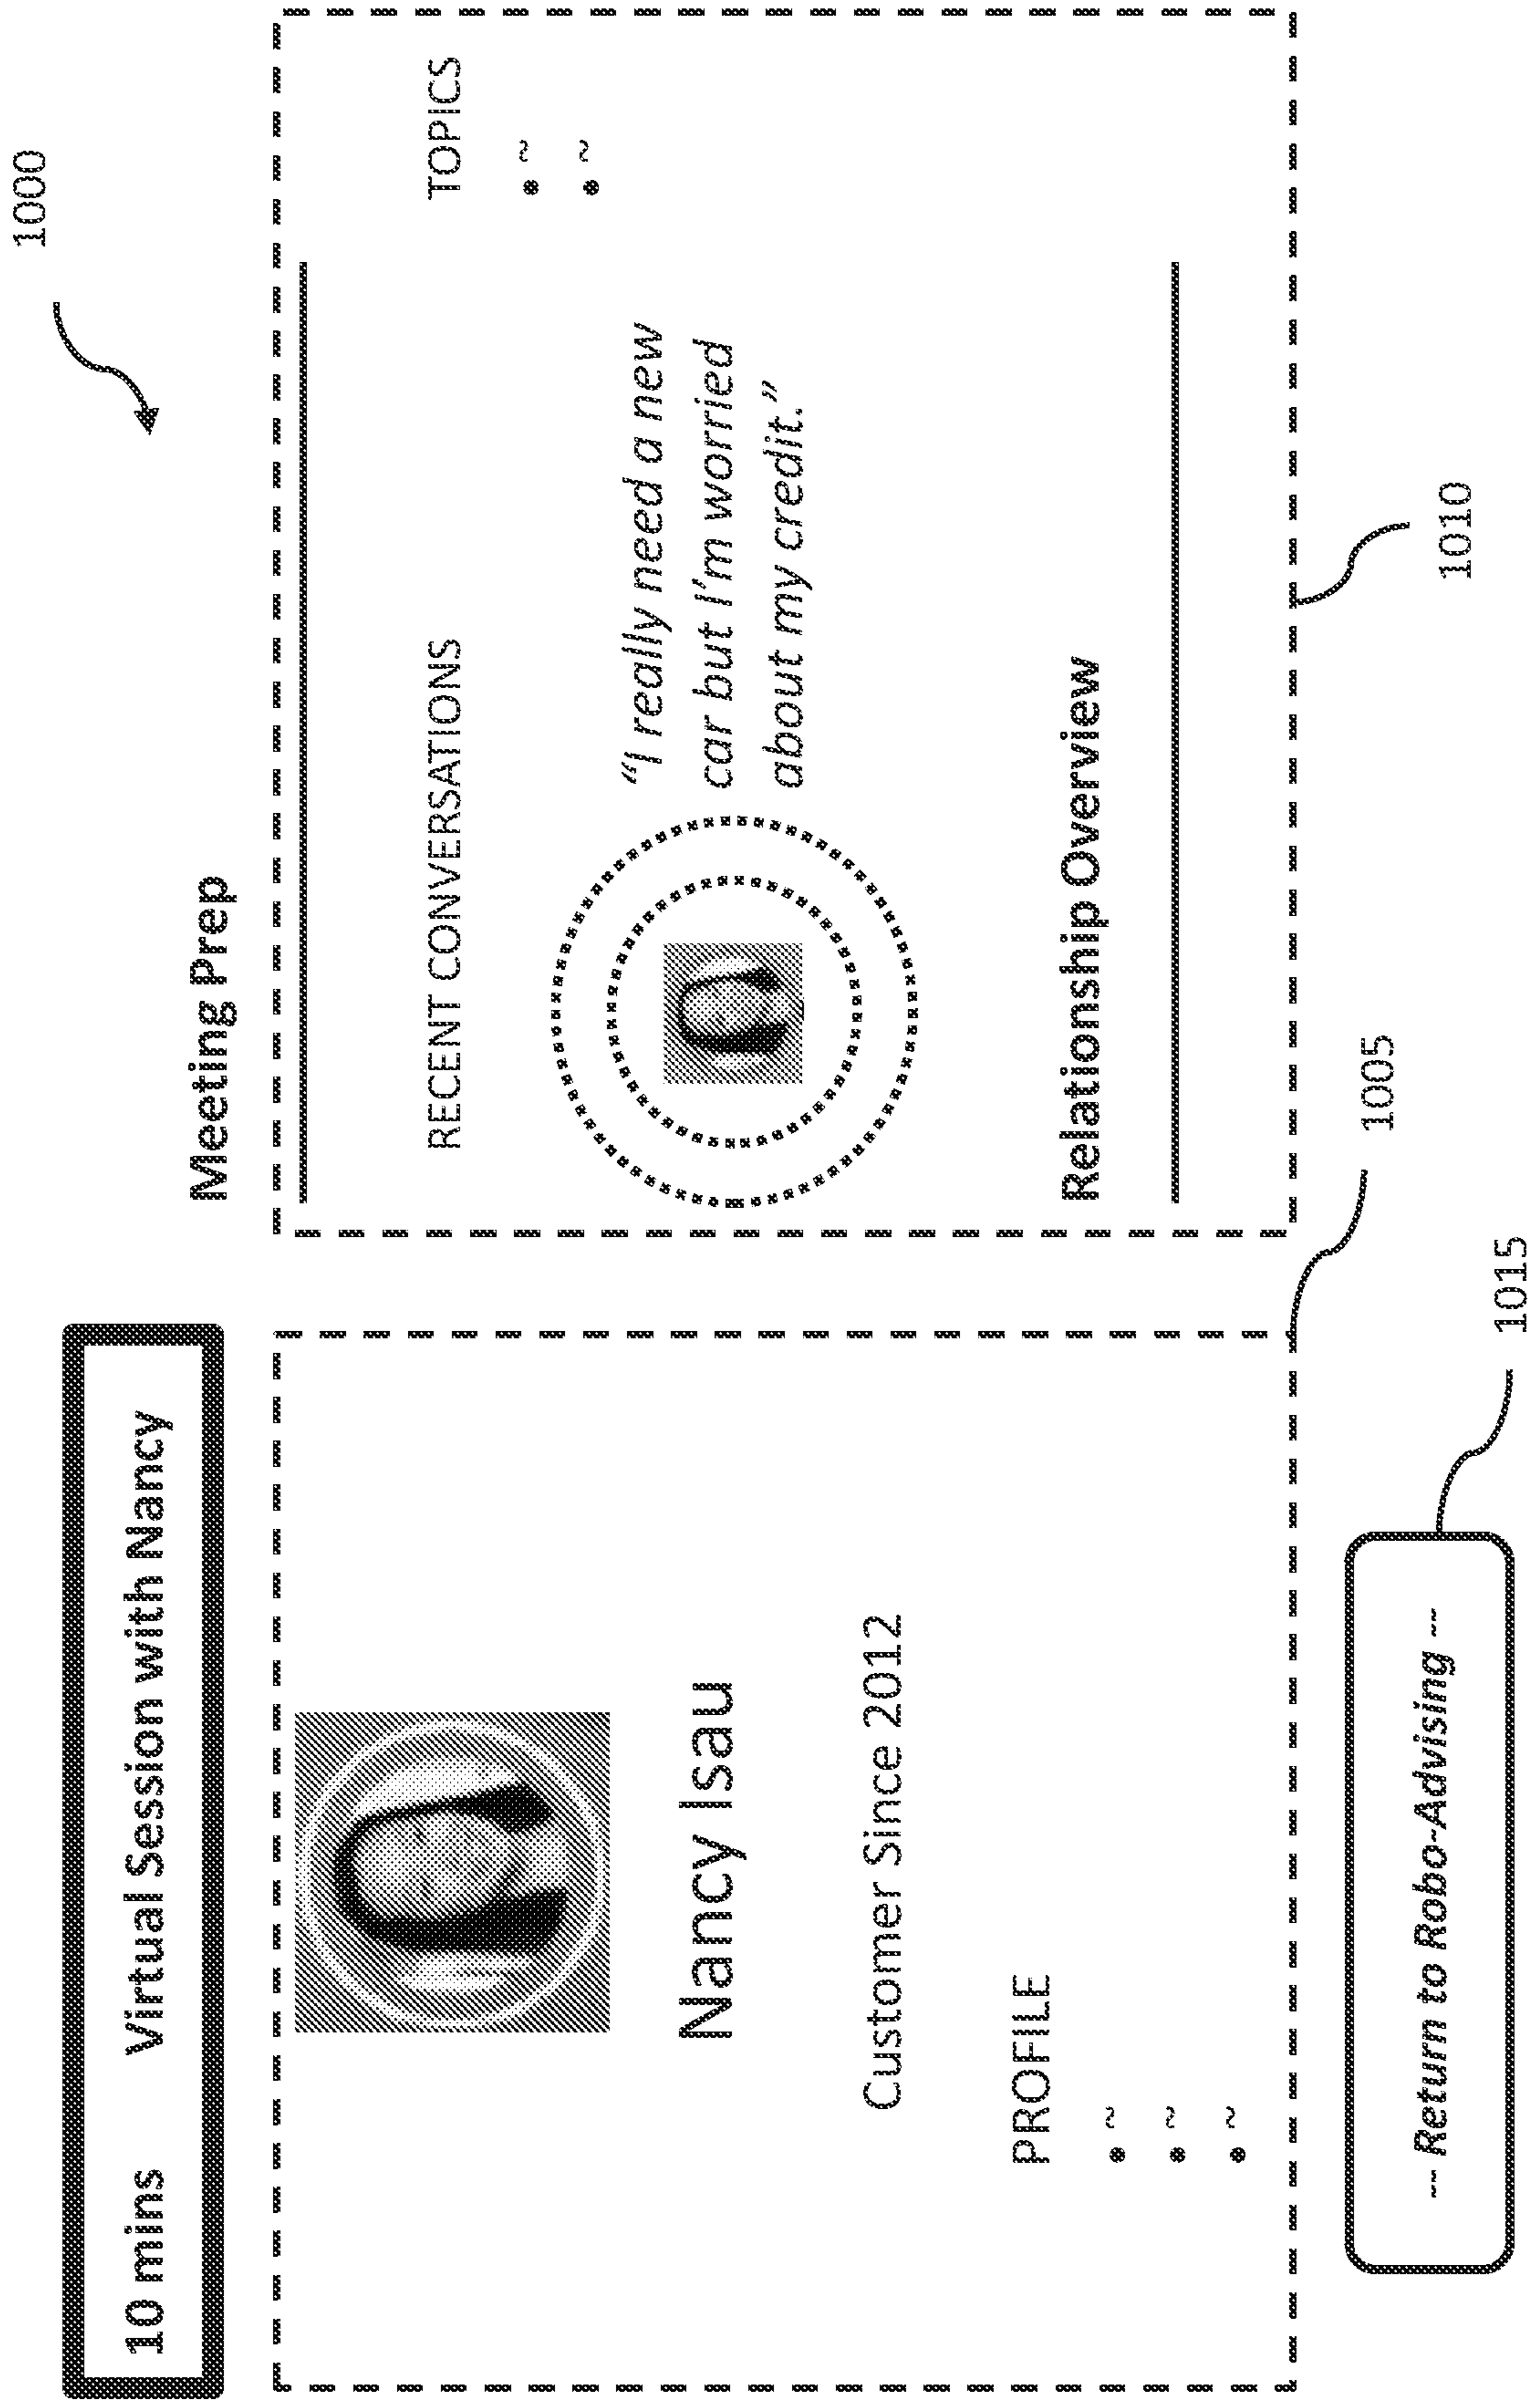 1000
10 mins
Virtual Session with Nancy
Nancy Isau
Customer Since 2012
PROFILE
• ~
• ~
• ~
Meeting Prep
RECENT CONVERSATIONS
"I really need a new
car but I'm worried
about my credit."
TOPICS
• ~
• ~
Relationship Overview
~~ Return to Robo-Advising ~~
1015
1005
1010